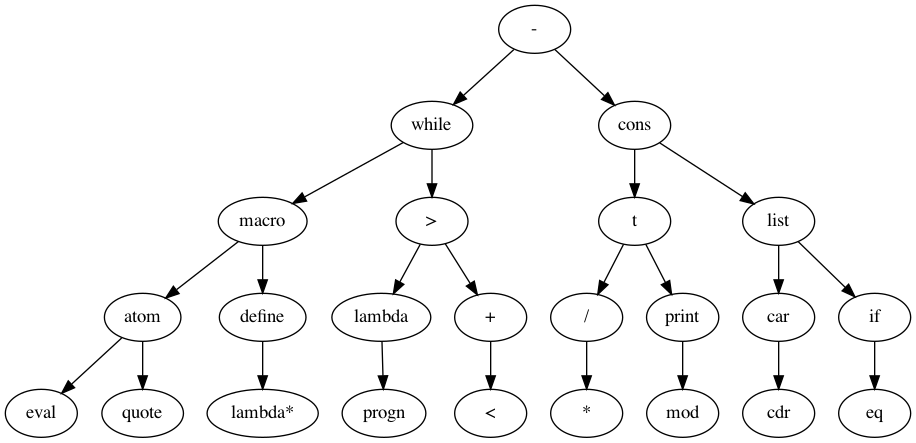 -
while cons
macro > t list
atom define lambda + / print car if
eval quote lambda* progn < * mod cdr eq